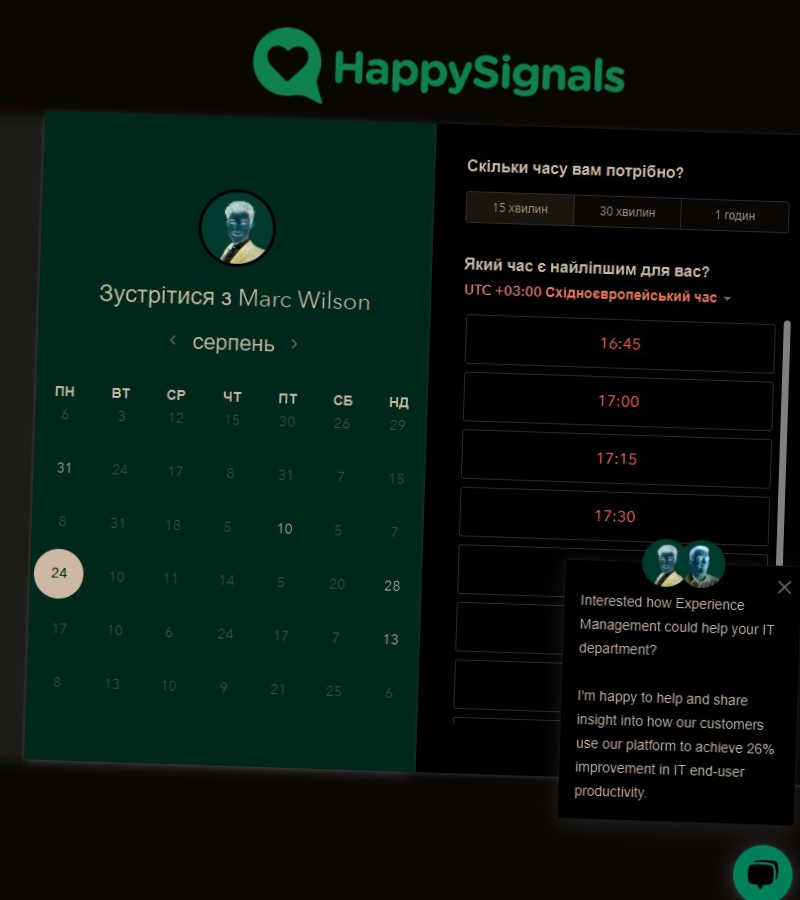 HappySignals
Зустрітися з Marc Wilson
серпень
ПН ВТ СР ЧТ ПТ СБ НД
6 3 12 15 30 26 29
31 24 17 8 31 7 15
8 31 18 5 10 5 7
24 10 11 14 5 20 28
17 10 6 24 17 7 13
8 13 10 9 21 25 6
Скільки часу вам потрібно?
15 хвилин 30 хвилин 1 годин
Який час є найліпшим для вас?
UTC +03:00 Східноєвропейський час
16:45
17:00
17:15
17:30
Interested how Experience
Management could help your IT
department?
I'm happy to help and share
insight into how our customers
use our platform to achieve 26%
improvement in IT end-user
productivity.